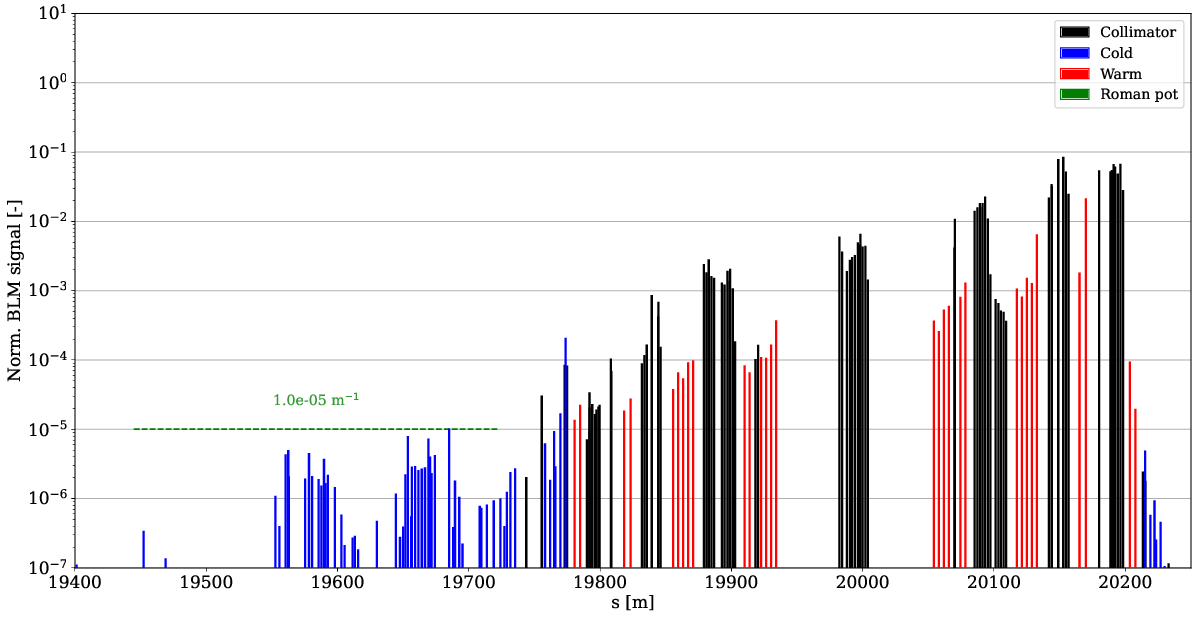 10¹
10⁰
10⁻¹
10⁻²
10⁻³
10⁻⁴
10⁻⁵
10⁻⁶
10⁻⁷
Norm. BLM signal [-]
Collimator
Cold
Warm
Roman pot
1.0e-05 m⁻¹
19400 19500 19600 19700 19800 19900 20000 20100 20200
s [m]